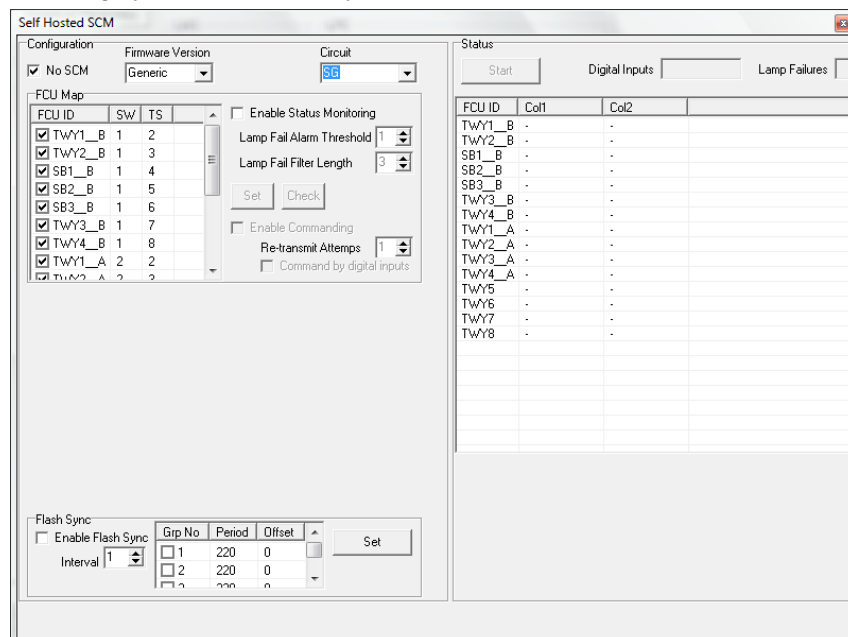 Self Hosted SCM
Configuration
Firmware Version
Circuit
No SCM
Generic
SG
FCU Map
FCU ID SW TS
TWY1__B 1 2
TWY2__B 1 3
SB1__B 1 4
SB2__B 1 5
SB3__B 1 6
TWY3__B 1 7
TWY4__B 1 8
TWY1__A 2 2
Enable Status Monitoring
Lamp Fail Alarm Threshold 1
Lamp Fail Filter Length 3
Set Check
Enable Commanding
Re-transmit Attemps 1
Command by digital inputs
Flash Sync
Enable Flash Sync
Interval 1
Grp No Period Offset
1 220 0
2 220 0
Set
Status
Start Digital Inputs Lamp Failures
FCU ID Col1 Col2
TWY1__B - -
TWY2__B - -
SB1__B - -
SB2__B - -
SB3__B - -
TWY3__B - -
TWY4__B - -
TWY1__A - -
TWY2__A - -
TWY3__A - -
TWY4__A - -
TWY5 - -
TWY6 - -
TWY7 - -
TWY8 - -